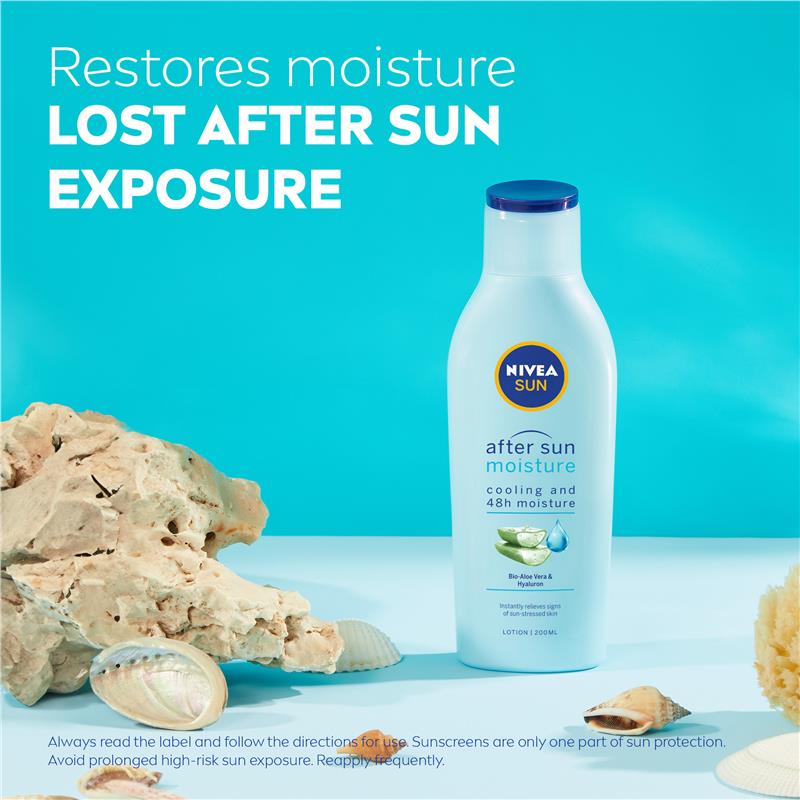 Restores moisture
LOST AFTER SUN
EXPOSURE
NIVEA
SUN
after sun
moisture
cooling and
48h moisture
Bio-Aloe Vera &
Hyaluron
Instantly relieves signs
of sun-stressed skin
LOTION | 200ML
Always read the label and follow the directions for use. Sunscreens are only one part of sun protection.
Avoid prolonged high-risk sun exposure. Reapply frequently.